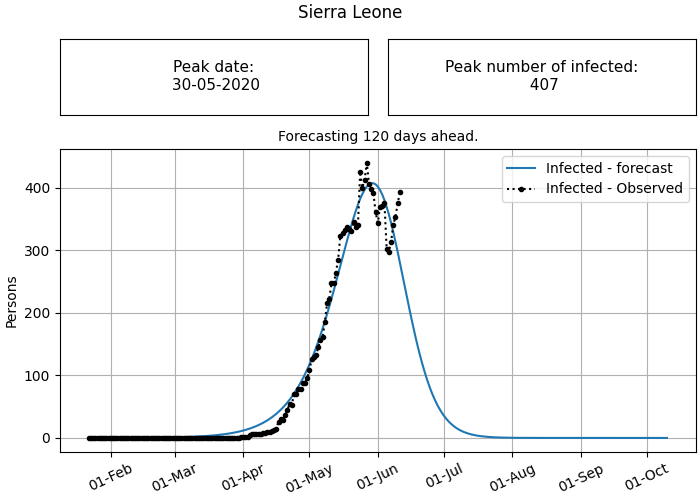 Sierra Leone
Peak date:
30-05-2020
Peak number of infected:
407
Forecasting 120 days ahead.
Infected - forecast
Infected - Observed
Persons
400
300
200
100
0
01-Feb
01-Mar
01-Apr
01-May
01-Jun
01-Jul
01-Aug
01-Sep
01-Oct